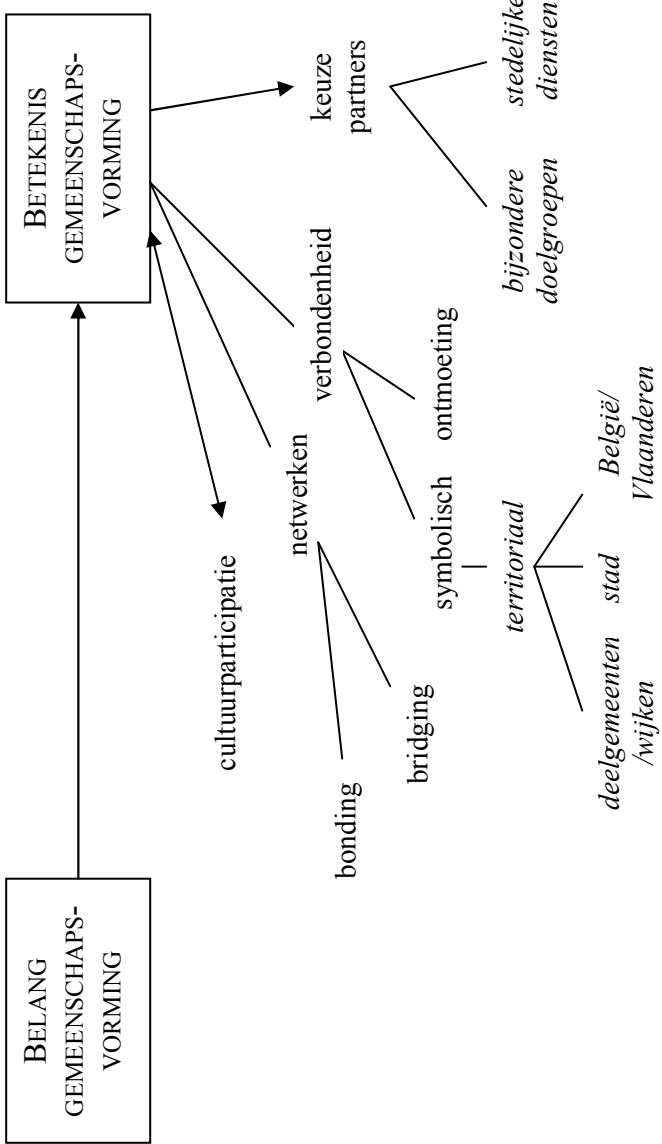 BELANG
GEMEENSCHAPS-
VORMING
BETEKENIS
GEMEENSCHAPS-
VORMING
cultuurparticipatie
netwerken
verbondenheid
keuze
partners
bonding
bridging
symbolisch
ontmoeting
bijzondere
doelgroepen
stedelijke
diensten
territoriaal
deelgemeenten
/wijken
stad
België/
Vlaanderen